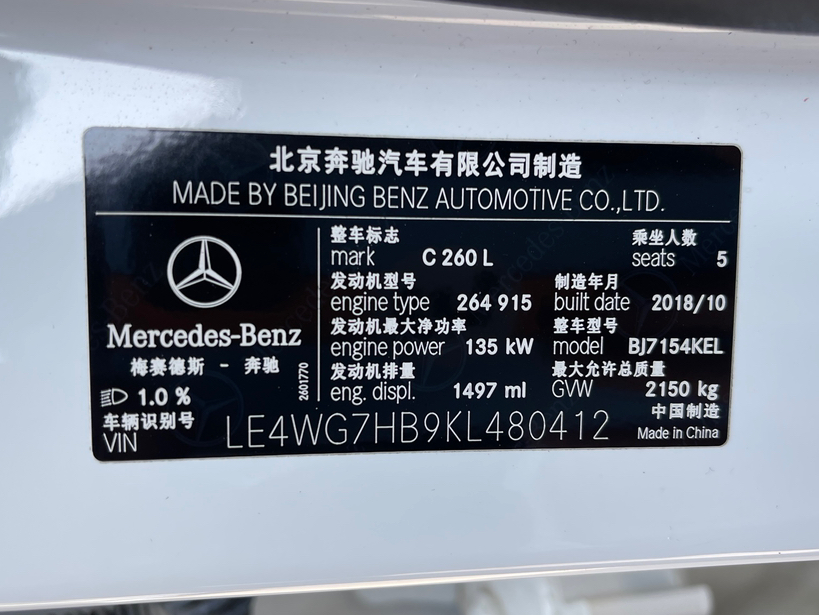 北京奔驰汽车有限公司制造
MADE BY BEIJING BENZ AUTOMOTIVE CO.,LTD.
Mercedes-Benz
梅赛德斯 - 奔驰
1.0 %
2601770
整车标志 乘坐人数
mark C 260 L seats 5
发动机型号 制造年月
engine type 264 915 built date 2018/10
发动机最大净功率 整车型号
engine power 135 kW model BJ7154KEL
发动机排量 最大允许总质量
eng. displ. 1497 ml GVW 2150 kg
车辆识别号 中国制造
VIN LE4WG7HB9KL480412 Made in China